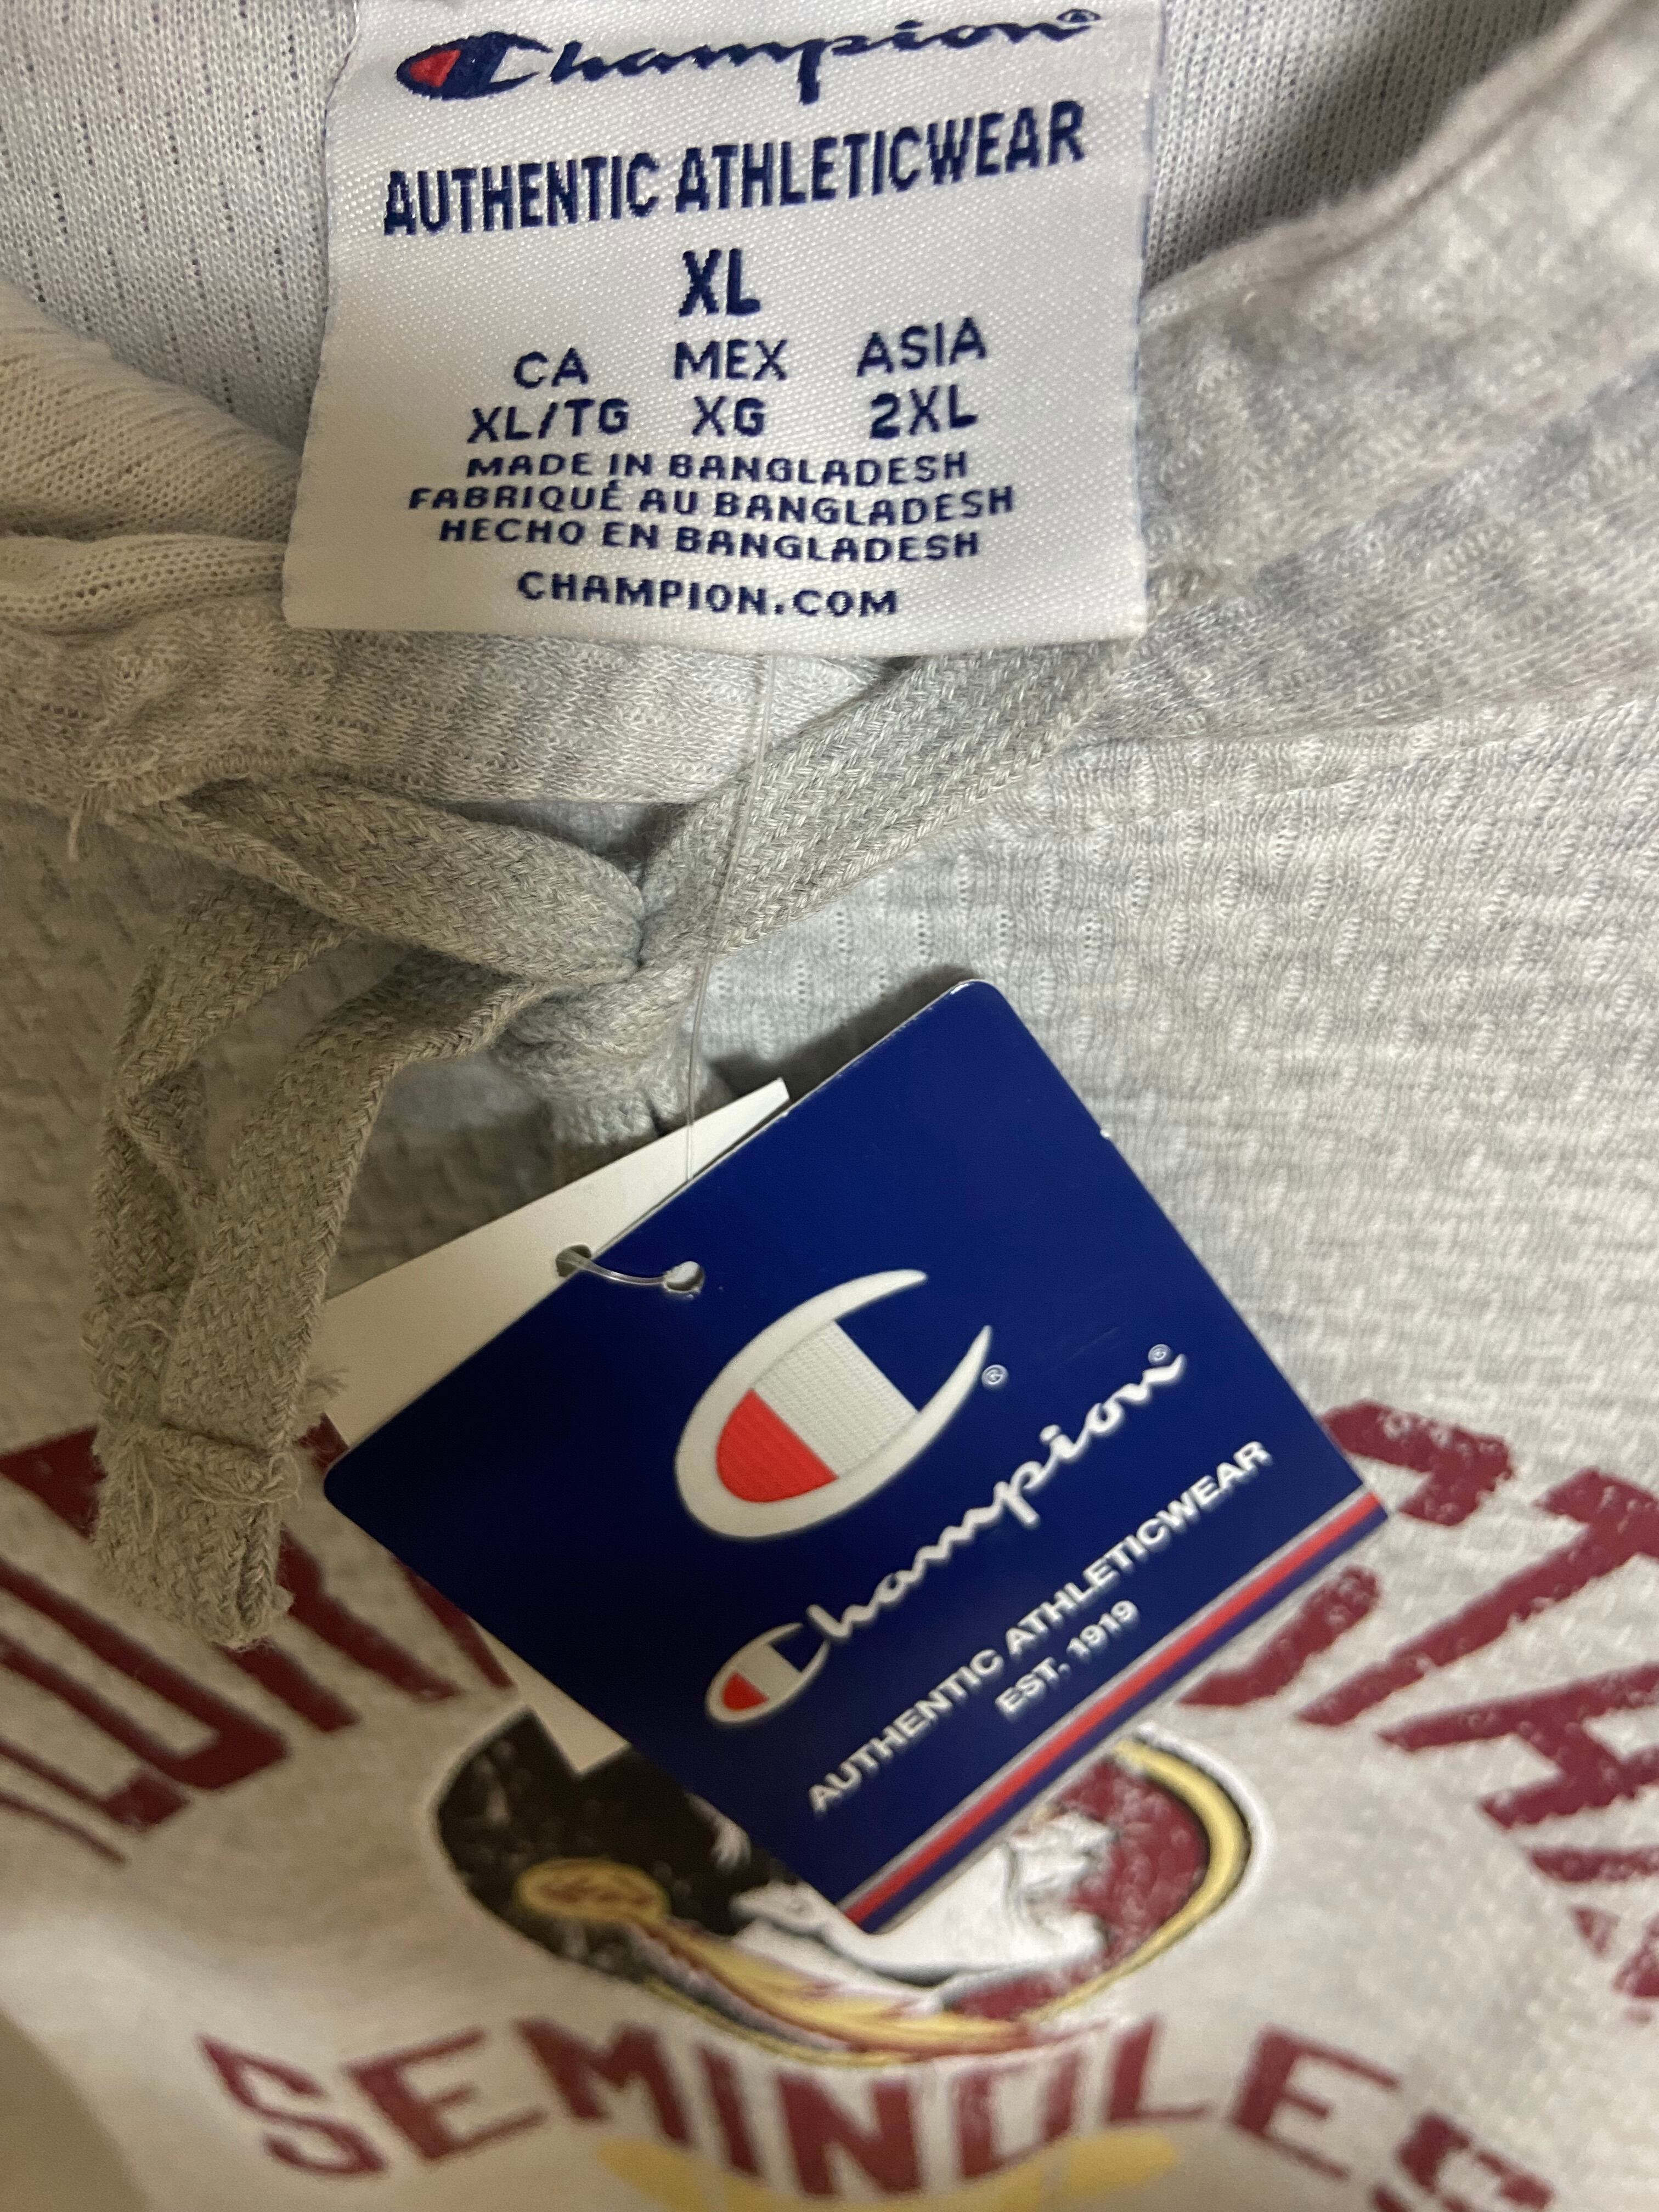 Champion®
AUTHENTIC ATHLETICWEAR
XL
CA MEX ASIA
XL/TG XG 2XL
MADE IN BANGLADESH
FABRIQUÉ AU BANGLADESH
HECHO EN BANGLADESH
CHAMPION.COM
®
Champion®
AUTHENTIC ATHLETICWEAR
EST. 1919
SEMINOLES